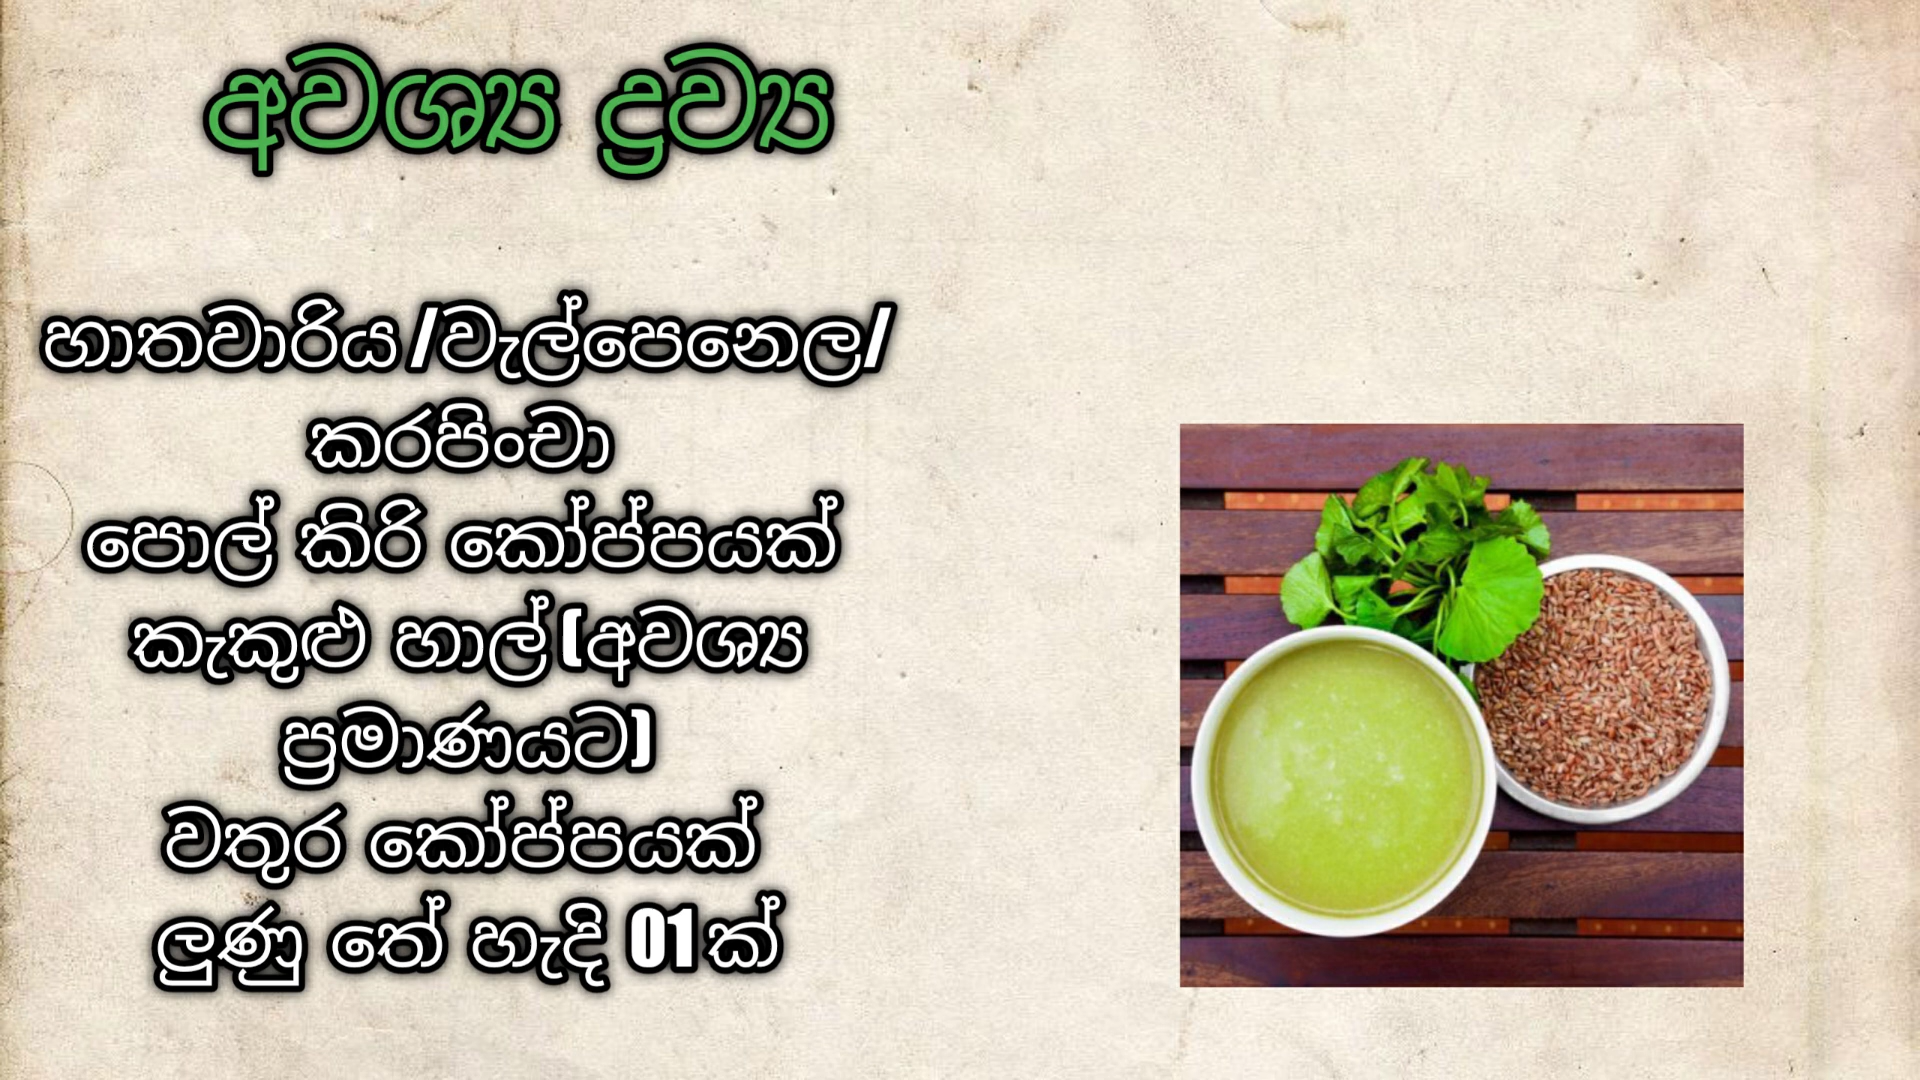 අවශ්‍ය ද්‍රව්‍ය
හාතවාරිය/වැල්පෙනෙල/
කරපිංචා
පොල් කිරි කෝප්පයක්
කැකුළු හාල්(අවශ්‍ය
ප්‍රමාණයට)
වතුර කෝප්පයක්
ලුණු තේ හැදි 01ක්